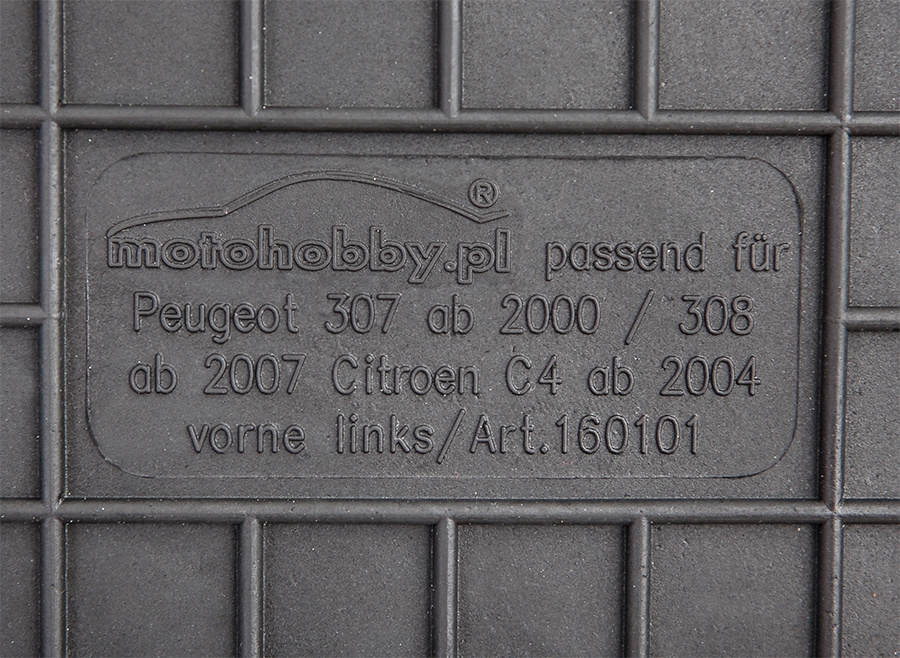 motohobby.pl ® passend für
Peugeot 307 ab 2000 / 308
ab 2007 Citroen C4 ab 2004
vorne links/Art.160101